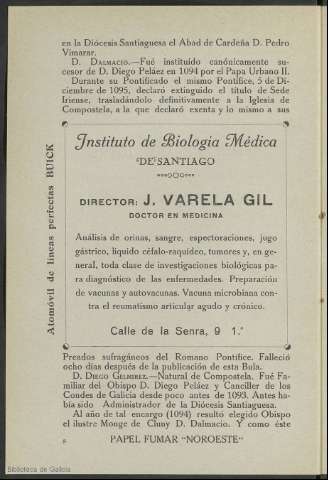 en la Diócesis Santiaguesa el Abad de Cardeña D. Pedro
Vimarar.
D. DALMACIO.—Fué instituído canónicamente su-
cesor de D. Diego Peláez en 1094 por el Papa Urbano II.
Durante su Pontificado el mismo Pontífice, 5 de Di-
ciembre de 1095, declaró extinguido el título de Sede
Iriense, trasladándolo definitivamente a la Iglesia de
Compostela, a la que declaró exenta y lo mismo a sus
Atomóvil de líneas perfectas BUICK
Instituto de Biología Médica
DE SANTIAGO
DIRECTOR: J. VARELA GIL
DOCTOR EN MEDICINA
Análisis de orinas, sangre, espectoraciones, jugo
gástrico, líquido céfalo-raquídeo, tumores y, en ge-
neral, toda clase de investigaciones biológicas pa-
ra diagnóstico de las enfermedades. Preparación
de vacunas y autovacunas. Vacuna microbiana con-
tra el reumatismo articular agudo y crónico.
Calle de la Senra, 9 1.º
Preados sufragáneos del Romano Pontífice. Falleció
ocho días después de la publicación de esta Bula.
D. DIEGO GELMIREZ.—Natural de Compostela. Fué Fa-
miliar del Obispo D. Diego Peláez y Canciller de los
Condes de Galicia desde poco antes de 1093. Antes ha-
bía sido Administrador de la Diócesis Santiaguesa.
Al año de tal encargo (1094) resultó elegido Obispo
el ilustre Monge de Cluny D. Dalmacio. Y como éste
PAPEL FUMAR "NOROESTE"
Biblioteca de Galicia